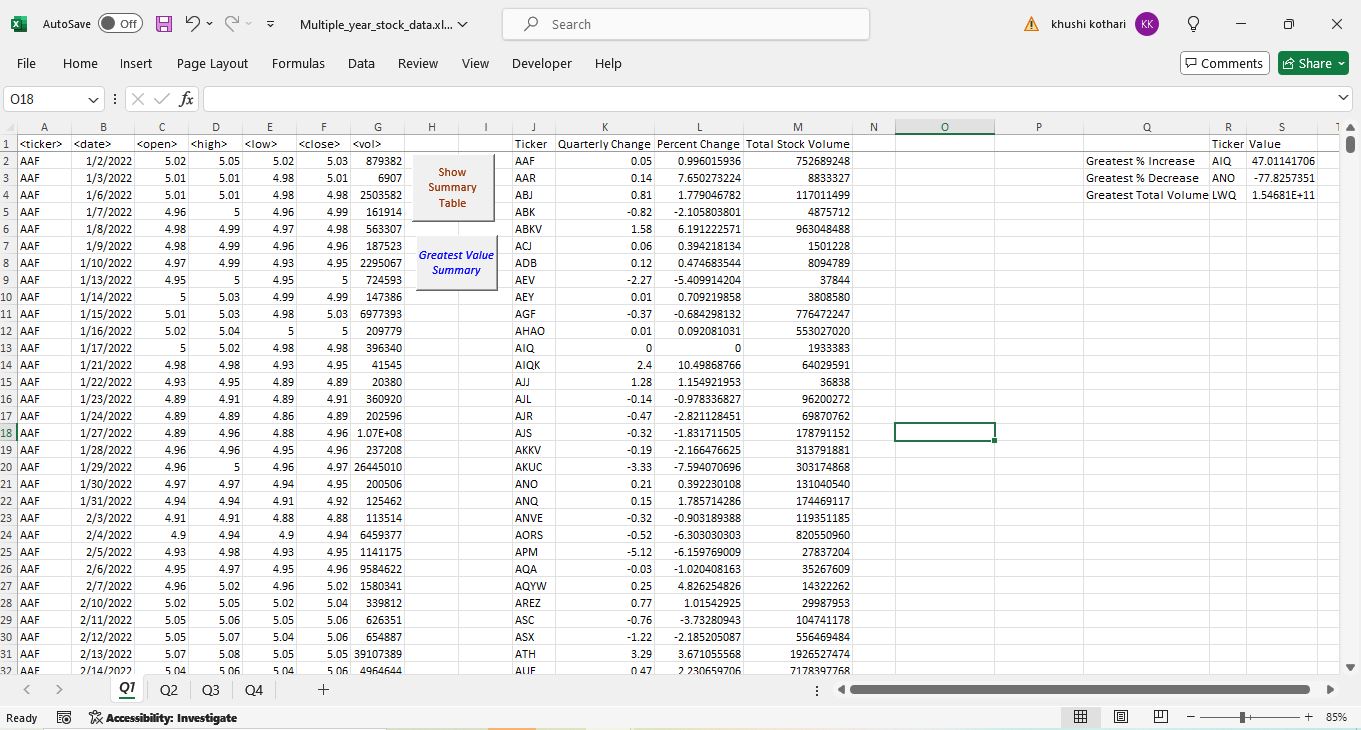 AutoSave Off Multiple_year_stock_data.xl... Search khushi kothari KK
File Home Insert Page Layout Formulas Data Review View Developer Help Comments Share
O18 fx
A B C D E F G H I J K L M N O P Q R S T
1 <ticker> <date> <open> <high> <low> <close> <vol> Ticker Quarterly Change Percent Change Total Stock Volume Ticker Value
2 AAF 1/2/2022 5.02 5.05 5.02 5.03 879382 AAF 0.05 0.996015936 752689248 Greatest % Increase AIQ 47.01141706
3 AAF 1/3/2022 5.01 5.01 4.98 5.01 6907 AAR 0.14 7.650273224 8833327 Greatest % Decrease ANO -77.8257351
4 AAF 1/6/2022 5.01 5.01 4.98 4.98 2503582 ABJ 0.81 1.779046782 117011499 Greatest Total Volume LWQ 1.54681E+11
5 AAF 1/7/2022 4.96 5 4.96 4.99 161914 ABK -0.82 -2.105803801 4875712
6 AAF 1/8/2022 4.98 4.99 4.97 4.98 563307 ABKV 1.58 6.191222571 963048488
7 AAF 1/9/2022 4.98 4.99 4.96 4.96 187523 ACJ 0.06 0.394218134 1501228
8 AAF 1/10/2022 4.97 4.99 4.93 4.95 2295067 ADB 0.12 0.474683544 8094789
9 AAF 1/13/2022 4.95 5 4.95 5 724593 AEV -2.27 -5.409914204 37844
10 AAF 1/14/2022 5 5.03 4.99 4.99 147386 AEY 0.01 0.709219858 3808580
11 AAF 1/15/2022 5.01 5.03 4.98 5.03 6977393 AGF -0.37 -0.684298132 776472247
12 AAF 1/16/2022 5.02 5.04 5 5 209779 AHAO 0.01 0.092081031 553027020
13 AAF 1/17/2022 5 5.02 4.98 4.98 396340 AIQ 0 0 1933383
14 AAF 1/21/2022 4.98 4.98 4.93 4.95 41545 AIQK 2.4 10.49868766 64029591
15 AAF 1/22/2022 4.93 4.95 4.89 4.89 20380 AJJ 1.28 1.154921953 36838
16 AAF 1/23/2022 4.89 4.91 4.89 4.91 360920 AJL -0.14 -0.978336732 96200272
17 AAF 1/24/2022 4.89 4.89 4.86 4.89 202596 AJR -0.47 -2.821128451 69870762
18 AAF 1/27/2022 4.89 4.96 4.88 4.96 1.07E+08 AJS -0.32 -1.831711505 178791152
19 AAF 1/28/2022 4.96 4.96 4.95 4.96 237208 AKKV -0.19 -2.166476625 313791881
20 AAF 1/29/2022 4.96 5 4.96 4.97 26445010 AKUC -3.33 -7.594070696 303174868
21 AAF 1/30/2022 4.97 4.97 4.94 4.95 200506 ANO 0.21 0.392230108 131040540
22 AAF 1/31/2022 4.94 4.94 4.91 4.92 125462 ANQ 0.15 1.785714286 174469117
23 AAF 2/3/2022 4.91 4.91 4.88 4.88 113514 ANVE -0.32 -0.903189388 119351185
24 AAF 2/4/2022 4.9 4.94 4.9 4.94 6459377 AORS -0.52 -6.303030303 820550960
25 AAF 2/5/2022 4.93 4.98 4.93 4.95 1141175 APM -5.12 -6.159769009 27837204
26 AAF 2/6/2022 4.95 4.97 4.95 4.96 9584622 AQA -0.03 -1.020408163 35267609
27 AAF 2/7/2022 4.96 5.02 4.96 5.02 1580341 AQYW 0.25 4.826254826 14322262
28 AAF 2/10/2022 5.02 5.05 5.02 5.04 339812 AREZ 0.77 1.01542925 29987953
29 AAF 2/11/2022 5.05 5.06 5.05 5.06 626351 ASC -0.76 -3.73280943 104741178
30 AAF 2/12/2022 5.05 5.07 5.04 5.06 654887 ASX -1.22 -2.185205087 556469484
31 AAF 2/13/2022 5.07 5.08 5.05 5.05 39107389 ATH 3.29 3.671055568 1926527474
32 AAF 2/14/2022 5.04 5.06 5.04 5.06 4964644 AUF 0.47 2.230659706 7178397768
Show
Summary
Table
Greatest Value
Summary
Q1 Q2 Q3 Q4
Ready Accessibility: Investigate 85%